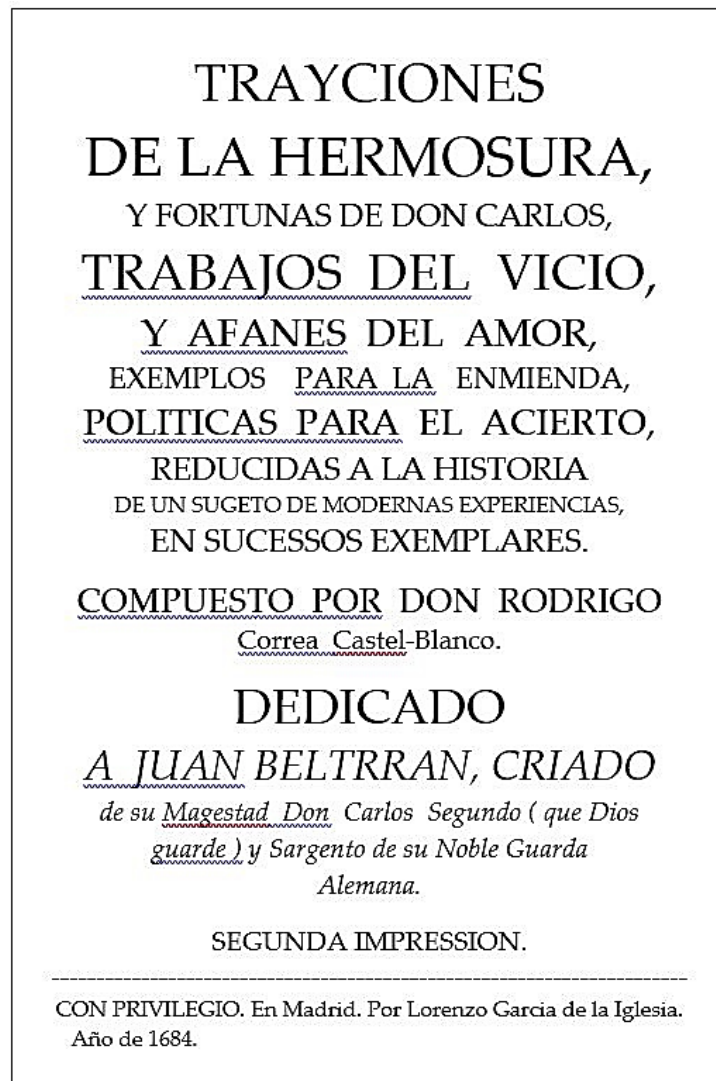 TRAYCIONES
DE LA HERMOSURA,
Y FORTUNAS DE DON CARLOS,
TRABAJOS DEL VICIO,
Y AFANES DEL AMOR,
EXEMPLOS PARA LA ENMIENDA,
POLITICAS PARA EL ACIERTO,
REDUCIDAS A LA HISTORIA
DE UN SUGETO DE MODERNAS EXPERIENCIAS,
EN SUCESSOS EXEMPLARES.
COMPUESTO POR DON RODRIGO
Correa Castel-Blanco.
DEDICADO
A JUAN BELTRRAN, CRIADO
de su Magestad Don Carlos Segundo ( que Dios
guarde ) y Sargento de su Noble Guarda
Alemana.
SEGUNDA IMPRESSION.
CON PRIVILEGIO. En Madrid. Por Lorenzo Garcia de la Iglesia.
Año de 1684.